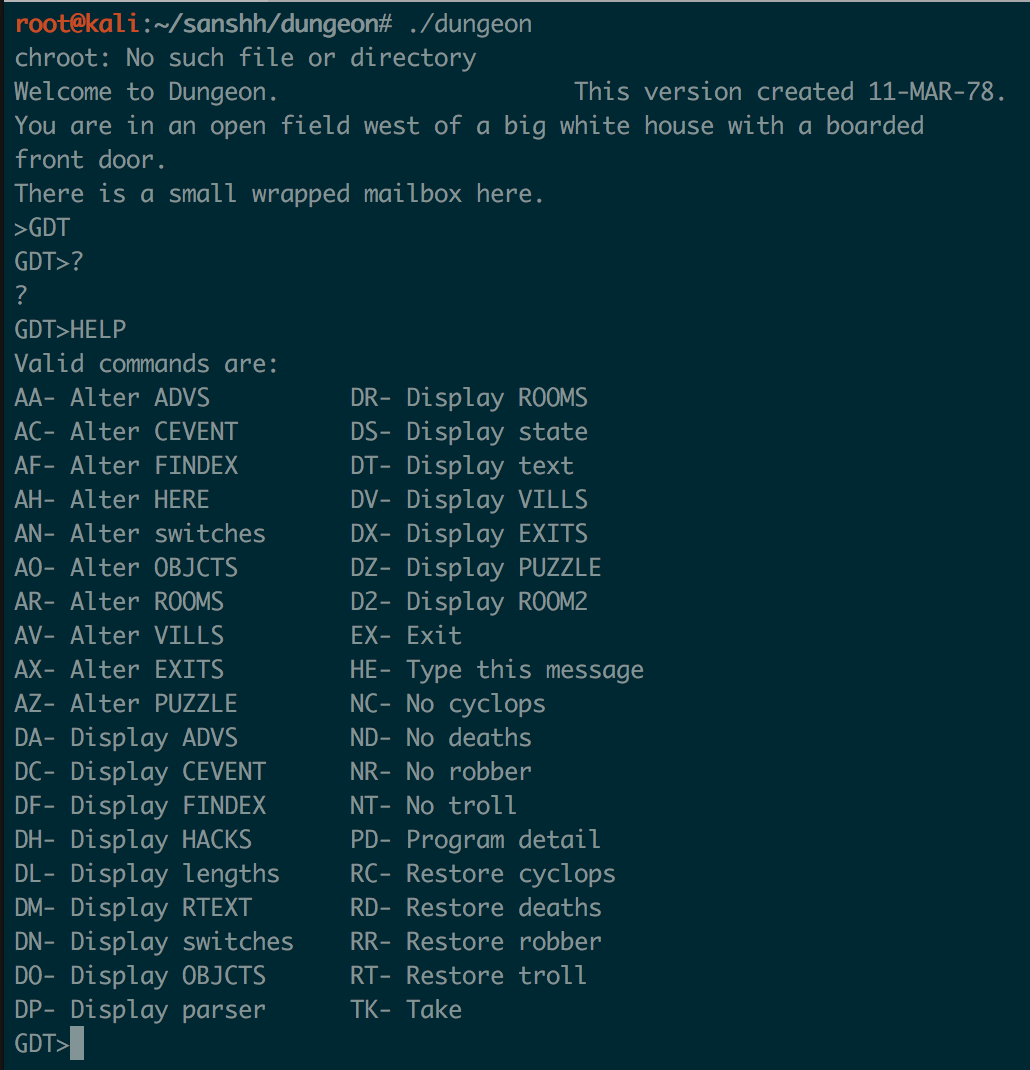 root@kali:~/sanshh/dungeon# ./dungeon
chroot: No such file or directory
Welcome to Dungeon.                     This version created 11-MAR-78.
You are in an open field west of a big white house with a boarded
front door.
There is a small wrapped mailbox here.
>GDT
GDT>?
?
GDT>HELP
Valid commands are:
AA- Alter ADVS          DR- Display ROOMS
AC- Alter CEVENT        DS- Display state
AF- Alter FINDEX        DT- Display text
AH- Alter HERE          DV- Display VILLS
AN- Alter switches      DX- Display EXITS
AO- Alter OBJCTS        DZ- Display PUZZLE
AR- Alter ROOMS         D2- Display ROOM2
AV- Alter VILLS         EX- Exit
AX- Alter EXITS         HE- Type this message
AZ- Alter PUZZLE        NC- No cyclops
DA- Display ADVS        ND- No deaths
DC- Display CEVENT      NR- No robber
DF- Display FINDEX      NT- No troll
DH- Display HACKS       PD- Program detail
DL- Display lengths     RC- Restore cyclops
DM- Display RTEXT       RD- Restore deaths
DN- Display switches    RR- Restore robber
DO- Display OBJCTS      RT- Restore troll
DP- Display parser      TK- Take
GDT>